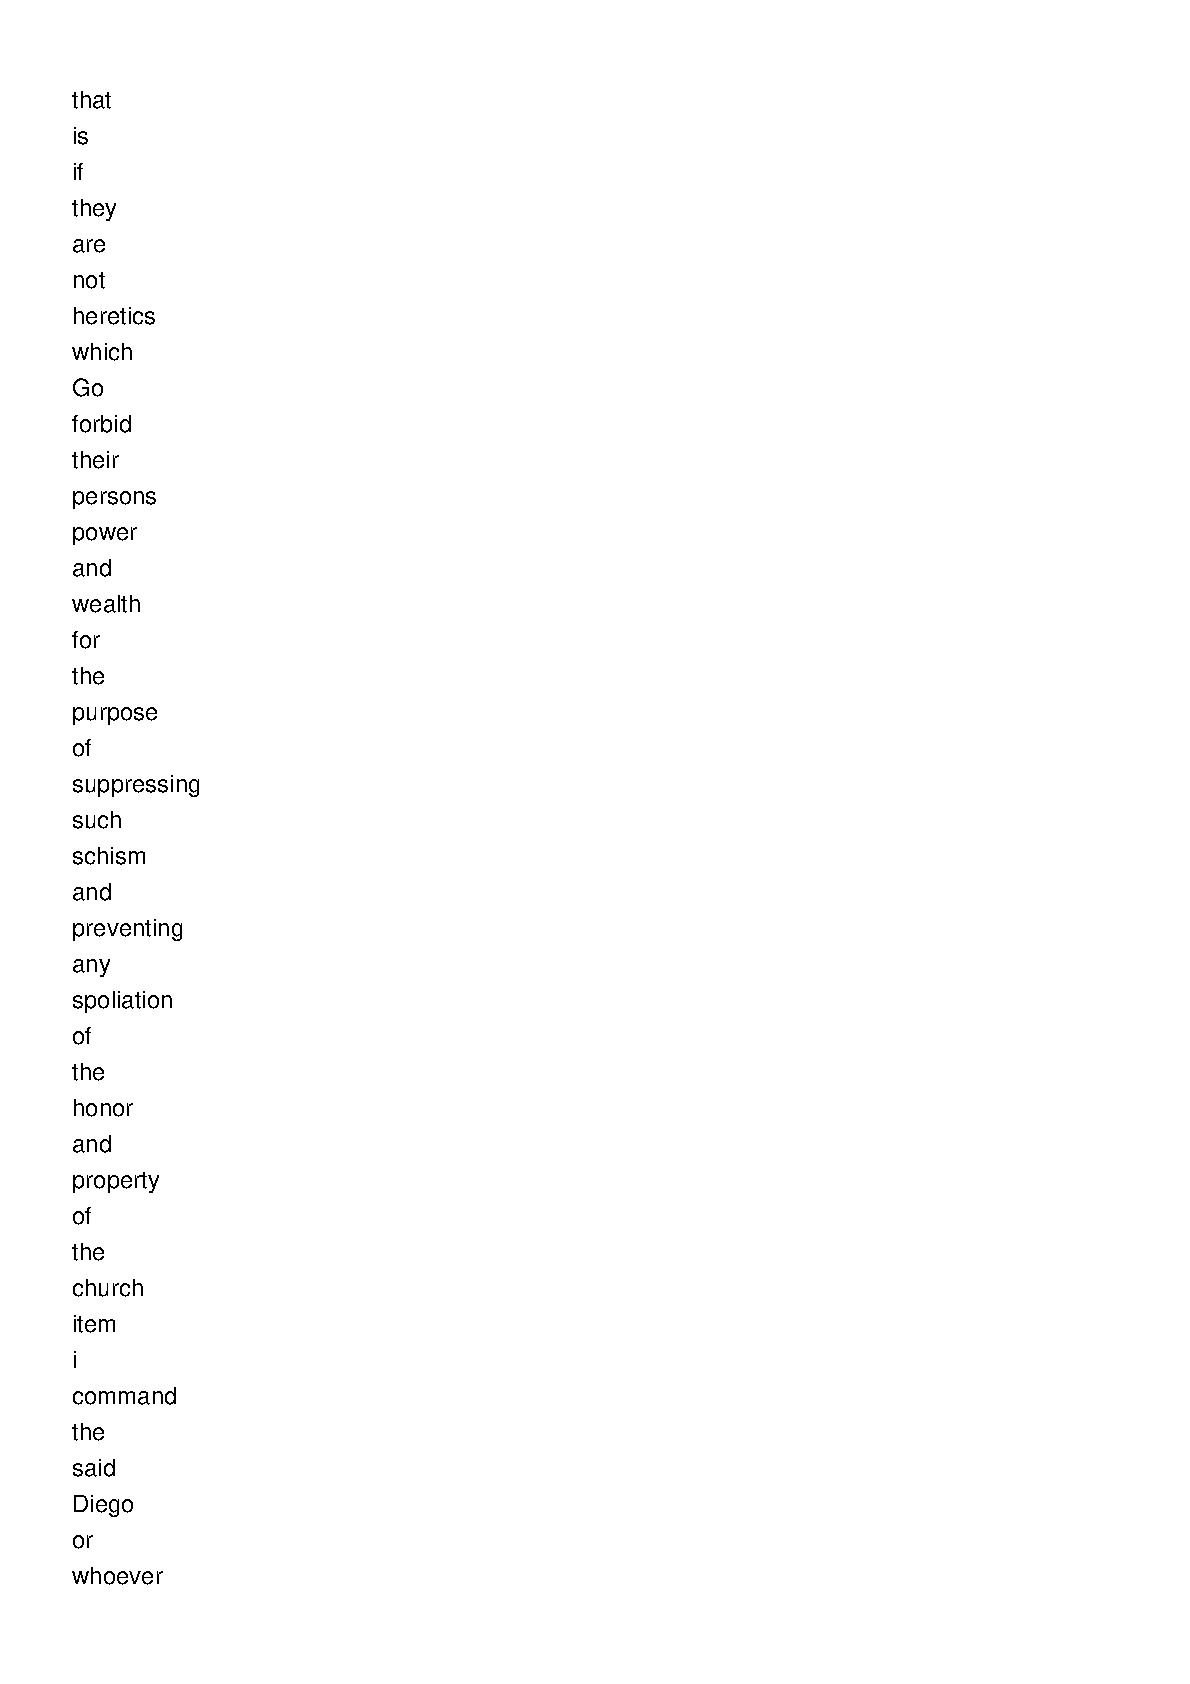 that
is
if
they
are
not
heretics
which
Go
forbid
their
persons
power
and
wealth
for
the
purpose
of
suppressing
such
schism
and
preventing
any
spoliation
of
the
honor
and
property
of
the
church
item
i
command
the
said
Diego
or
whoever